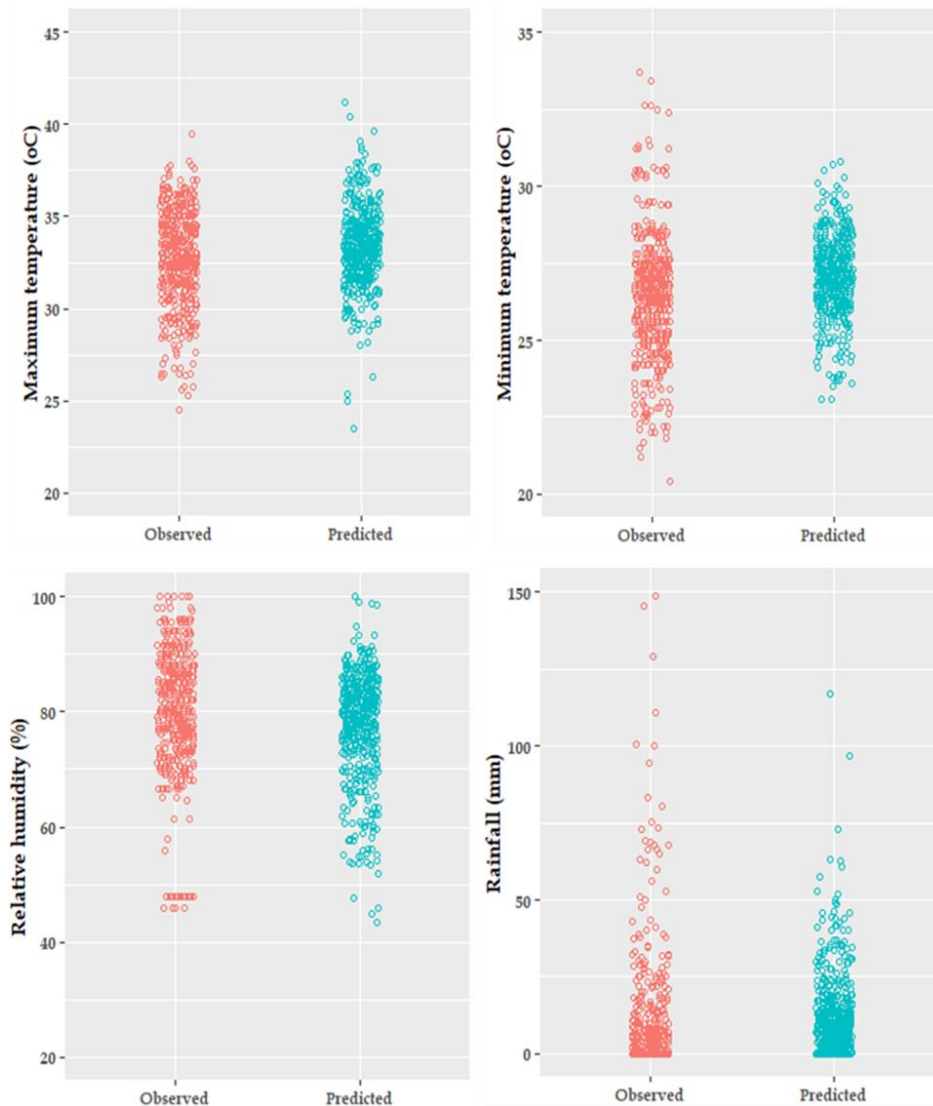 Maximum temperature (oC)
45
40
35
30
25
20
Observed Predicted
Minimum temperature (oC)
35
30
25
20
Observed Predicted
Relative humidity (%)
100
80
60
40
20
Observed Predicted
Rainfall (mm)
150
100
50
0
Observed Predicted